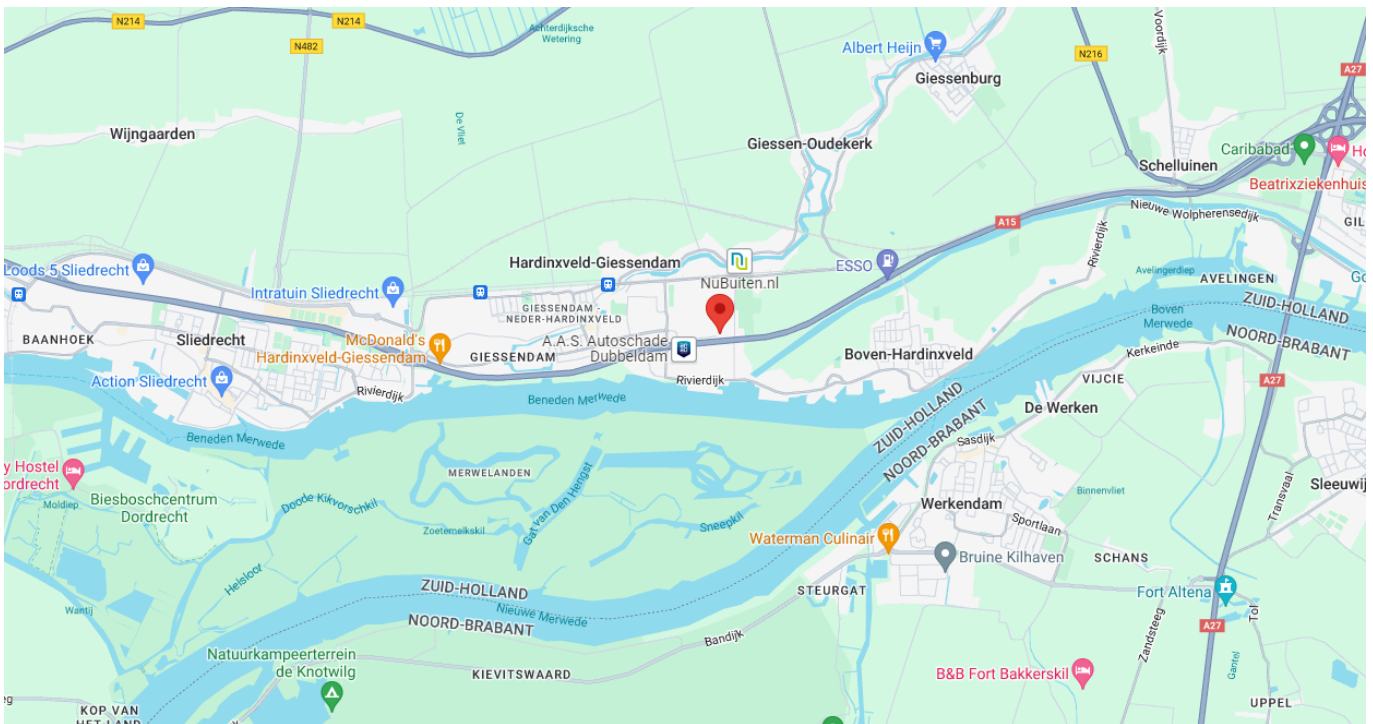 N214
N214
N482
Achterdijksche
Wetering
Voordijk
N216
A27
Albert Heijn
Giessenburg
De Vliet
Wijngaarden
Giessen-Oudekerk
Caribabad
Schelluinen
Beatrixziekenhuis
Nieuwe Wolpherensedijk
A15
Rivierdijk
Hardinxveld-Giessendam
NuBuiten.nl
ESSO
Avelingerdiep
AVELINGEN
Loods 5 Sliedrecht
Intratuin Sliedrecht
GIESSENDAM -
NEDER-HARDINXVELD
Boven
Merwede
ZUID-HOLLAND
NOORD-BRABANT
BAANHOEK
Sliedrecht
McDonald's
Hardinxveld-Giessendam
GIESSENDAM
A.A.S. Autoschade
Dubbeldam
Boven-Hardinxveld
Kerkeinde
Action Sliedrecht
Rivierdijk
Rivierdijk
VIJCIE
A27
Beneden Merwede
ZUID-HOLLAND
NOORD-BRABANT
De Werken
Beneden Merwede
Sasdijk
MERWELANDEN
Gat van Den Hengst
Biesboschcentrum
Dordrecht
Moldiep
Doode Kikvorschkil
Zoetemelkskil
Sneepkil
Werkendam
Binnenvliet
Transvaal
Sportlaan
Waterman Culinair
Bruine Kilhaven
SCHANS
Helsloot
Wantij
ZUID-HOLLAND
Nieuwe Merwede
NOORD-BRABANT
STEURGAT
Fort Altena
A27
Tol
Bandijk
Zandsteeg
Gantel
Natuurkampeerterrein
de Knotwilg
KIEVITSWAARD
B&B Fort Bakkerskil
UPPEL
KOP VAN
HET LAND